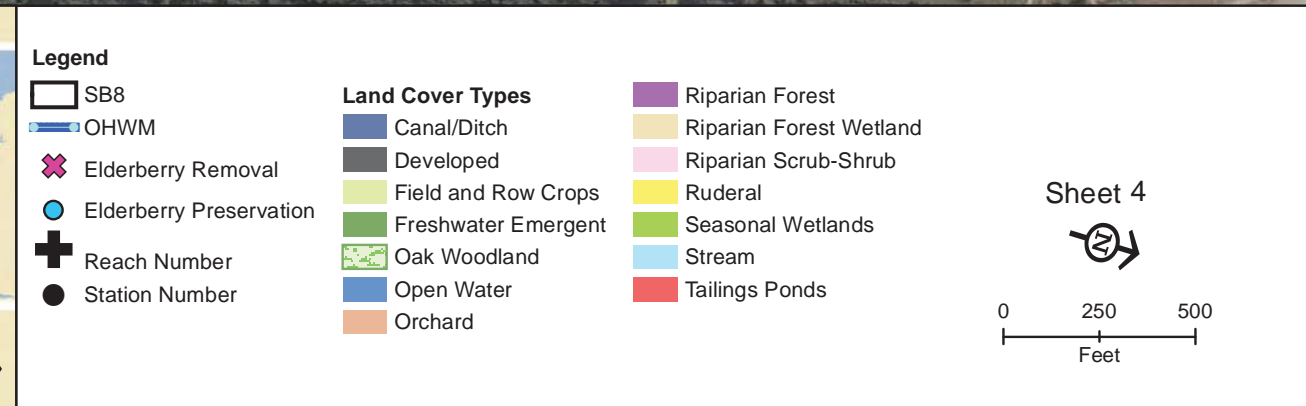 Legend
SB8
OHWM
Elderberry Removal
Elderberry Preservation
Reach Number
Station Number
Land Cover Types
Canal/Ditch
Developed
Field and Row Crops
Freshwater Emergent
Oak Woodland
Open Water
Orchard
Riparian Forest
Riparian Forest Wetland
Riparian Scrub-Shrub
Ruderal
Seasonal Wetlands
Stream
Tailings Ponds
Sheet 4
N
0 250 500
Feet